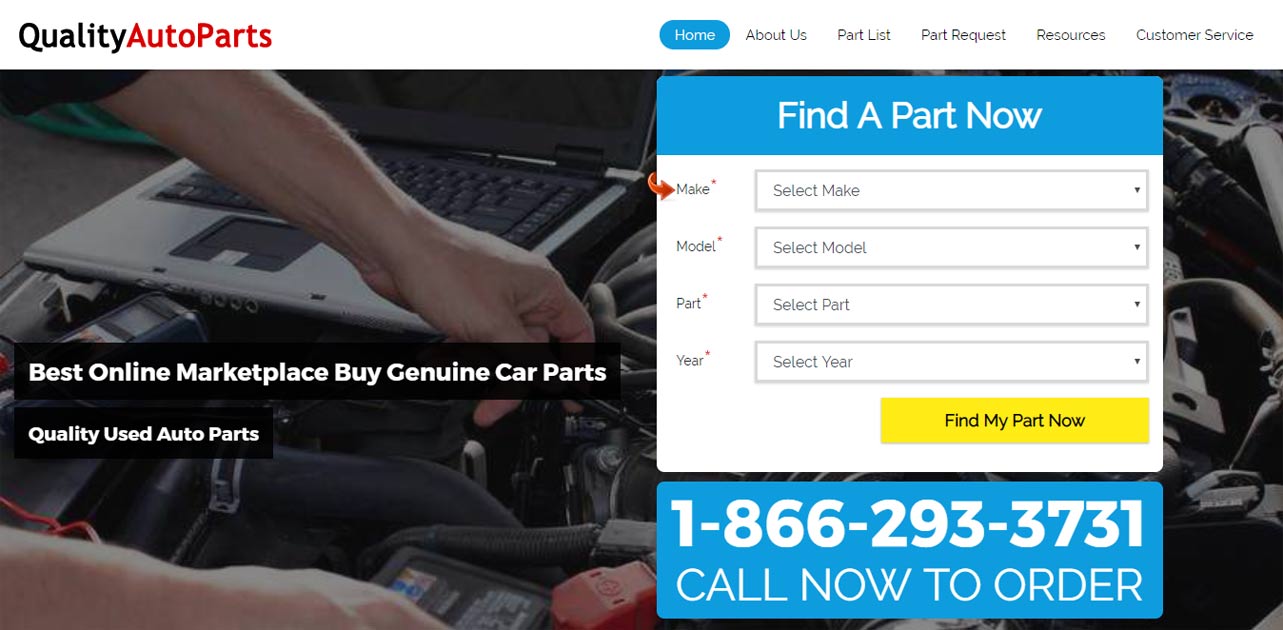 QualityAutoParts
Home About Us Part List Part Request Resources Customer Service
Find A Part Now
Make* Select Make
Model* Select Model
Part* Select Part
Year* Select Year
Find My Part Now
Best Online Marketplace Buy Genuine Car Parts
Quality Used Auto Parts
1-866-293-3731
CALL NOW TO ORDER